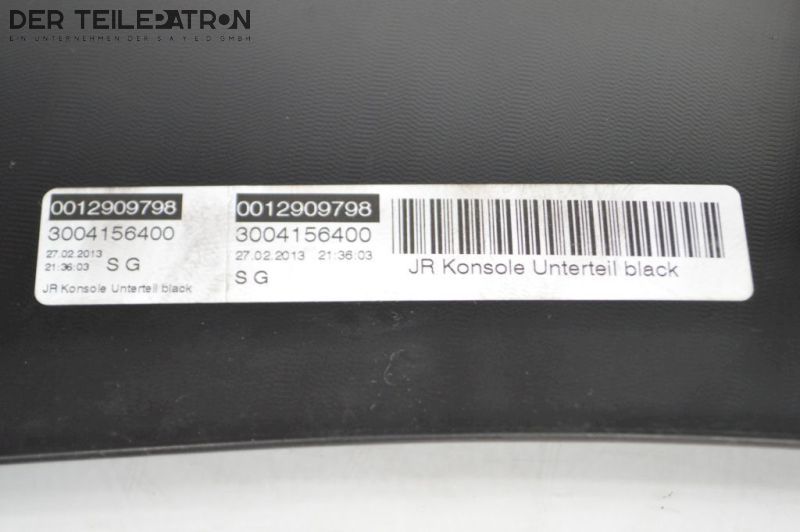 DER TEILEPATRON
EIN UNTERNEHMEN DER S A Y E D GMBH
0012909798
3004156400
27.02.2013
21:36:03 S G
JR Konsole Unterteil black
0012909798
3004156400
27.02.2013 21:36:03
S G
JR Konsole Unterteil black